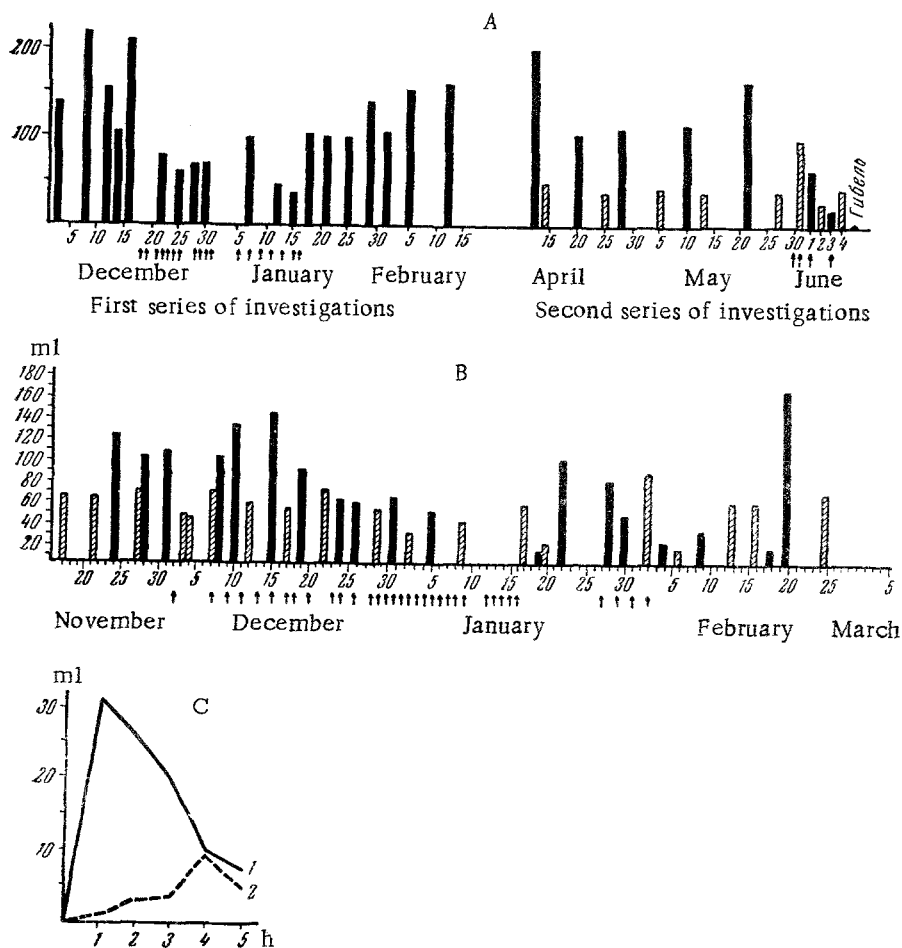 A
200
100
Гибель
5 10 15 20 25 30 5 10 15 20 25 30 5 10 15 15 20 25 30 5 10 15 20 25 30 1 2 3 4
December January February April May June
First series of investigations Second series of investigations
ml
B
180
160
140
120
100
80
60
40
20
20 25 30 5 10 15 20 25 30 5 10 15 20 25 30 5 10 15 20 25 5
November December January February March
ml
C
30
20
10
1
2
1 2 3 4 5 h